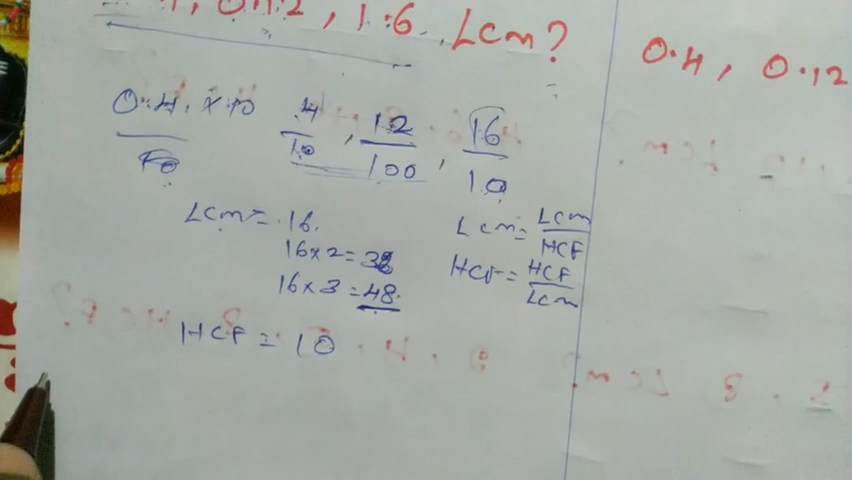 0.12, 1.6. Lcm?
0.4, 0.12
0.4 × 10 / 10
4/10, 12/100, 16/10
Lcm = 16.
16×2=32
16×3=48.
Lcm = Lcm/HCF
HCF = HCF/Lcm
HCF = 10